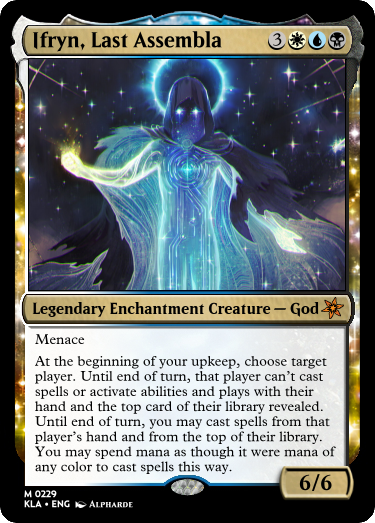 Ifryn, Last Assembla 3
Legendary Enchantment Creature — God
Menace
At the beginning of your upkeep, choose target
player. Until end of turn, that player can't cast
spells or activate abilities and plays with their
hand and the top card of their library revealed.
Until end of turn, you may cast spells from that
player's hand and from the top of their library.
You may spend mana as though it were mana of
any color to cast spells this way.
6/6
M 0229
KLA • ENG Alpharde